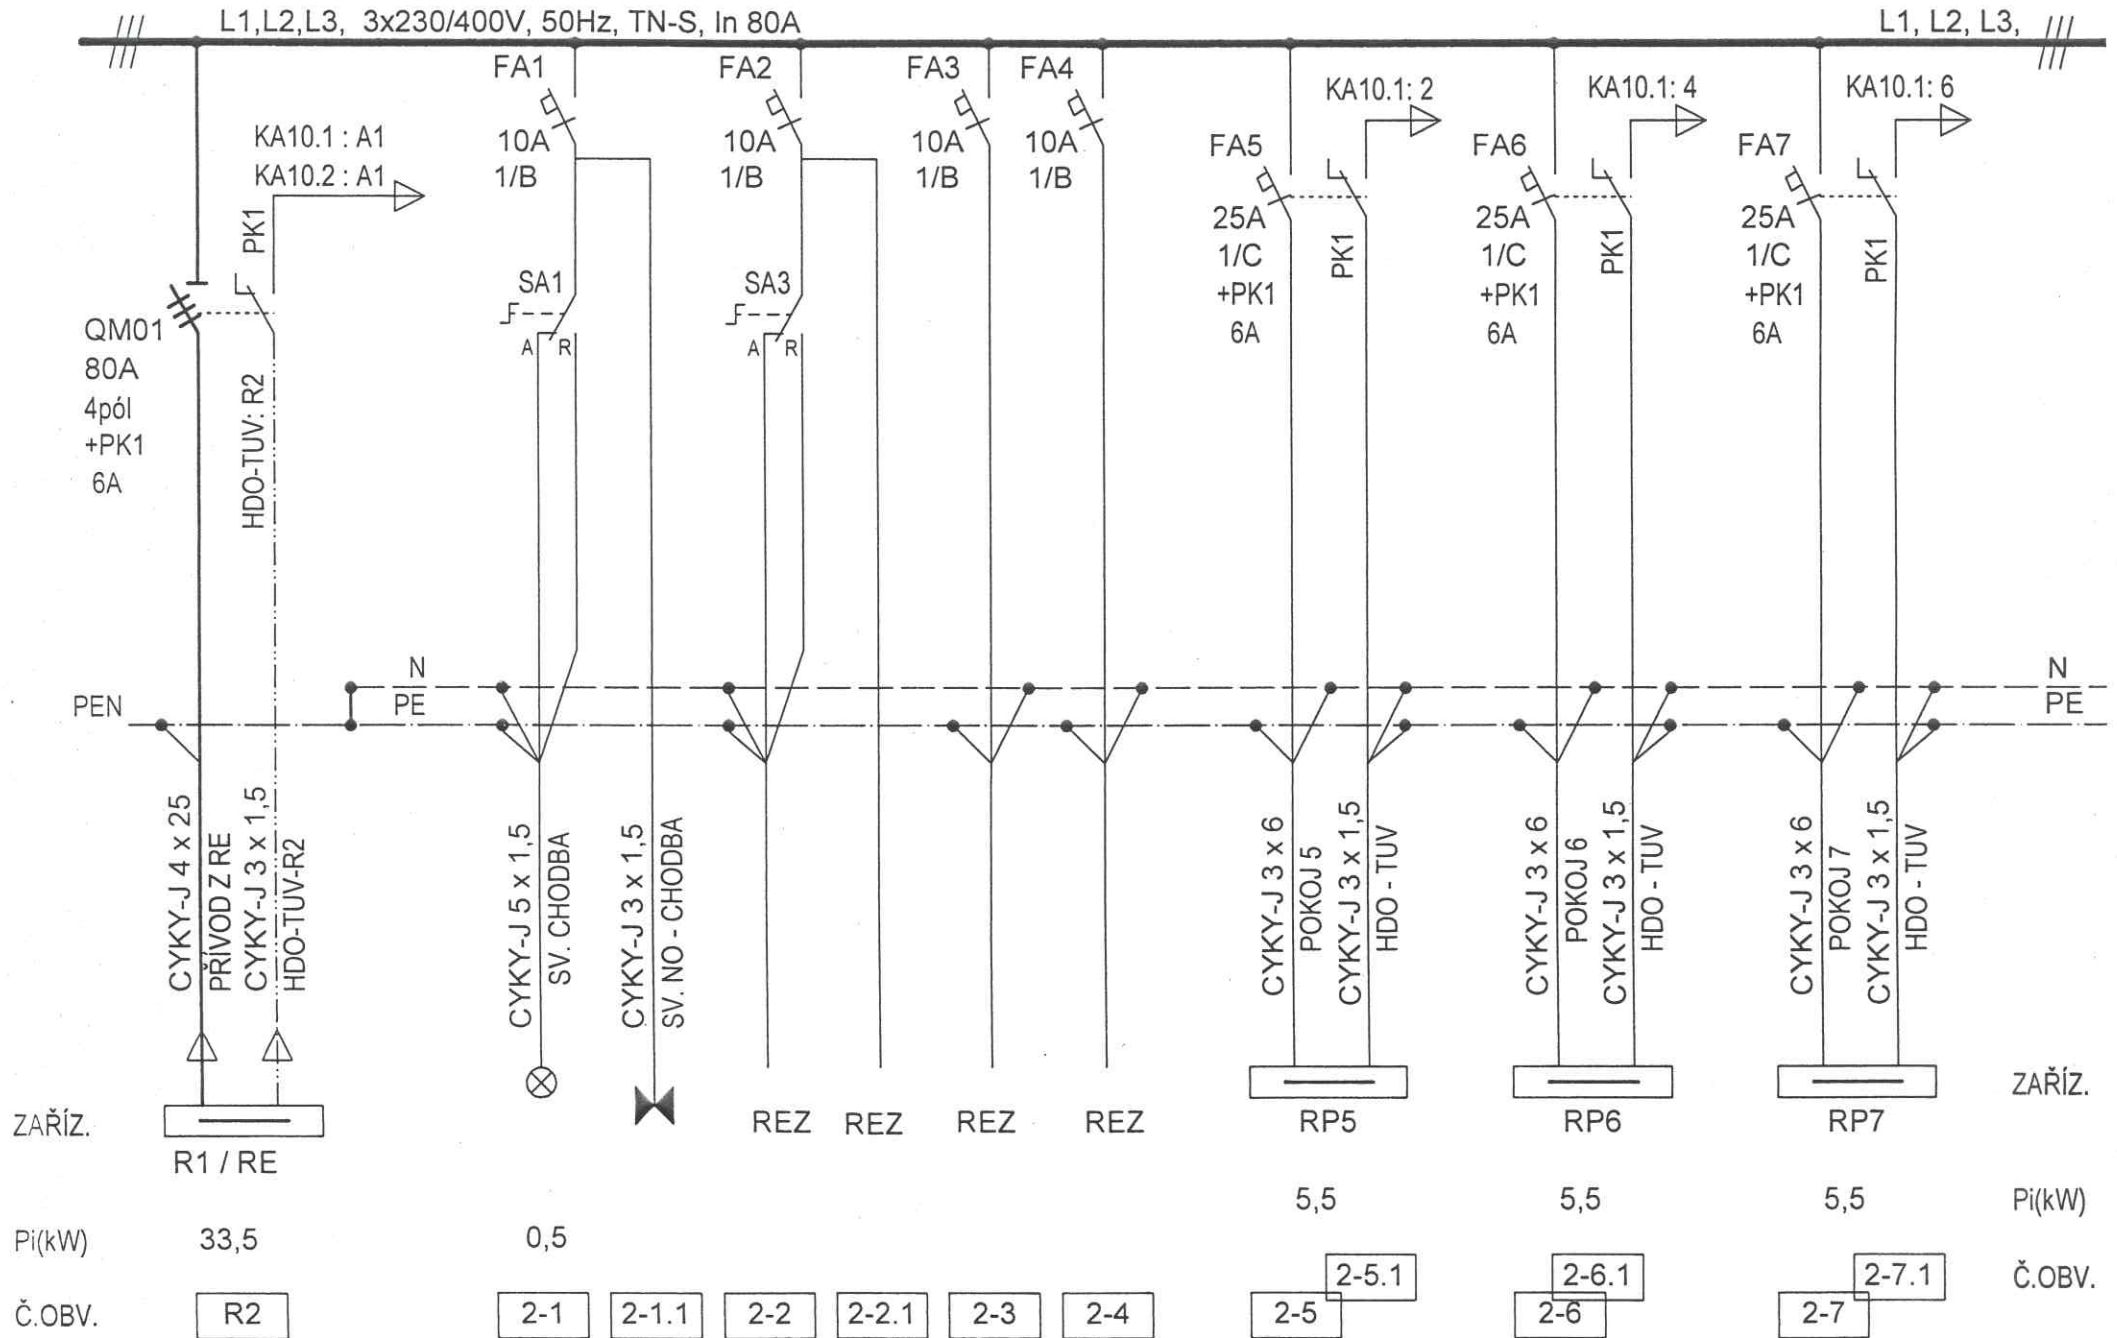 L1,L2,L3, 3x230/400V, 50Hz, TN-S, In 80A
L1, L2, L3,
KA10.1 : A1
KA10.2 : A1
PK1
QM01
80A
4pól
+PK1
6A
HDO-TUV: R2
FA1
10A
1/B
SA1
A R
FA2
10A
1/B
SA3
A R
FA3
10A
1/B
FA4
10A
1/B
KA10.1: 2
FA5
25A
1/C
+PK1
6A
PK1
KA10.1: 4
FA6
25A
1/C
+PK1
6A
PK1
KA10.1: 6
FA7
25A
1/C
+PK1
6A
PK1
N
PE
PEN
N
PE
CYKY-J 4 x 25
PŘÍVOD Z RE
CYKY-J 3 x 1,5
HDO-TUV-R2
CYKY-J 5 x 1,5
SV. CHODBA
CYKY-J 3 x 1,5
SV. NO - CHODBA
CYKY-J 3 x 6
POKOJ 5
CYKY-J 3 x 1,5
HDO - TUV
CYKY-J 3 x 6
POKOJ 6
CYKY-J 3 x 1,5
HDO - TUV
CYKY-J 3 x 6
POKOJ 7
CYKY-J 3 x 1,5
HDO - TUV
ZAŘÍZ.
R1 / RE
REZ
REZ
REZ
REZ
RP5
RP6
RP7
ZAŘÍZ.
Pi(kW)
33,5
0,5
5,5
5,5
5,5
Pi(kW)
Č.OBV.
R2
2-1
2-1.1
2-2
2-2.1
2-3
2-4
2-5
2-5.1
2-6
2-6.1
2-7
2-7.1
Č.OBV.